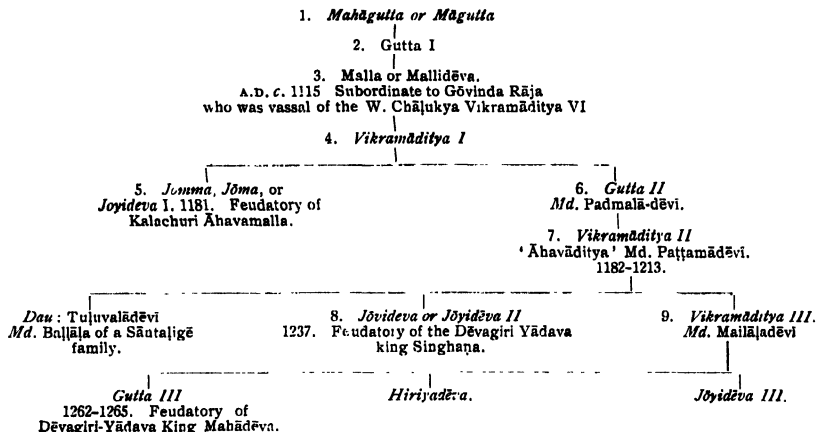 1. Mahāgutta or Māgutta
2. Gutta I
3. Malla or Mallidēva.
A.D. c. 1115 Subordinate to Gōvinda Rāja
who was vassal of the W. Chāḷukya Vikramāditya VI
4. Vikramāditya I
5. Jomma, Jōma, or
Joyideva I. 1181. Feudatory of
Kalachuri Āhavamalla.
6. Gutta II
Md. Padmalā-dēvi.
7. Vikramāditya II
'Āhavāditya' Md. Paṭṭamādēvī.
1182-1213.
Dau : Tuḷuvalādēvī
Md. Baḷḷāḷa of a Sāntaḷigē
family.
8. Jōvideva or Jōyidēva II
1237. Feudatory of the Dēvagiri Yādava
king Singhaṇa.
9. Vikramāditya III.
Md. Mailāḷadēvi
Gutta III
1262-1265. Feudatory of
Dēvagiri-Yādava King Mahādēva.
Hiriyadēva.
Jōyidēva III.